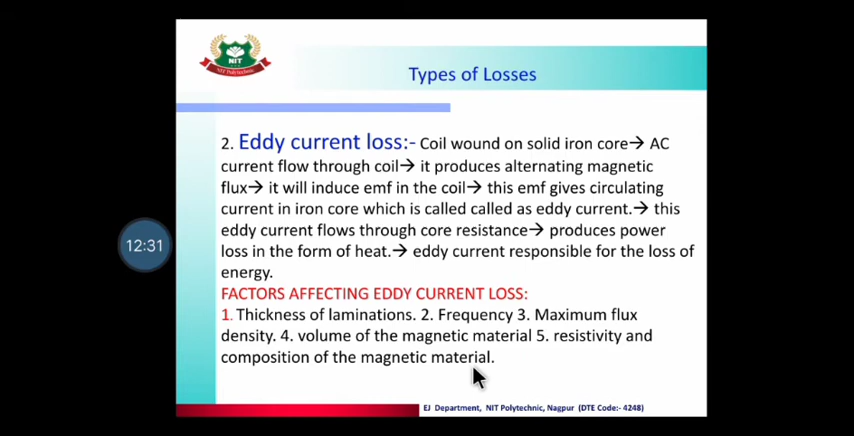 NIT
NIT Polytechnic
Types of Losses
2. Eddy current loss:- Coil wound on solid iron core→ AC
current flow through coil→ it produces alternating magnetic
flux→ it will induce emf in the coil→ this emf gives circulating
current in iron core which is called called as eddy current.→ this
eddy current flows through core resistance→ produces power
loss in the form of heat.→ eddy current responsible for the loss of
energy.
FACTORS AFFECTING EDDY CURRENT LOSS:
1. Thickness of laminations. 2. Frequency 3. Maximum flux
density. 4. volume of the magnetic material 5. resistivity and
composition of the magnetic material.
12:31
EJ Department, NIT Polytechnic, Nagpur (DTE Code:- 4248)